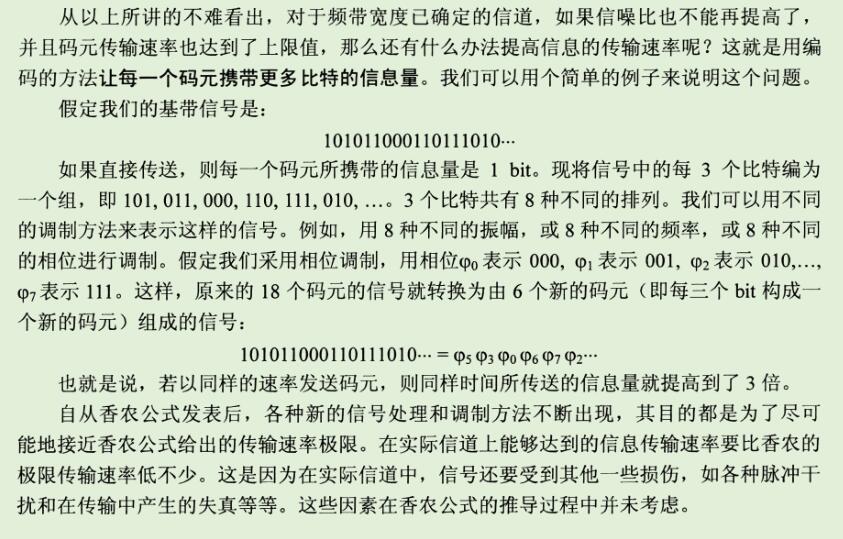 从以上所讲的不难看出，对于频带宽度已确定的信道，如果信噪比也不能再提高了，
并且码元传输速率也达到了上限值，那么还有什么办法提高信息的传输速率呢？这就是用编
码的方法让每一个码元携带更多比特的信息量。我们可以用个简单的例子来说明这个问题。
假定我们的基带信号是：
101011000110111010···
如果直接传送，则每一个码元所携带的信息量是 1 bit。现将信号中的每 3 个比特编为
一个组，即 101, 011, 000, 110, 111, 010, …。3 个比特共有 8 种不同的排列。我们可以用不同
的调制方法来表示这样的信号。例如，用 8 种不同的振幅，或 8 种不同的频率，或 8 种不同
的相位进行调制。假定我们采用相位调制，用相位φ₀ 表示 000, φ₁ 表示 001, φ₂ 表示 010,…,
φ₇ 表示 111。这样，原来的 18 个码元的信号就转换为由 6 个新的码元（即每三个 bit 构成一
个新的码元）组成的信号：
101011000110111010··· = φ₅ φ₃ φ₀ φ₆ φ₇ φ₂···
也就是说，若以同样的速率发送码元，则同样时间所传送的信息量就提高到了 3 倍。
自从香农公式发表后，各种新的信号处理和调制方法不断出现，其目的都是为了尽可
能地接近香农公式给出的传输速率极限。在实际信道上能够达到的信息传输速率要比香农的
极限传输速率低不少。这是因为在实际信道中，信号还要受到其他一些损伤，如各种脉冲干
扰和在传输中产生的失真等等。这些因素在香农公式的推导过程中并未考虑。